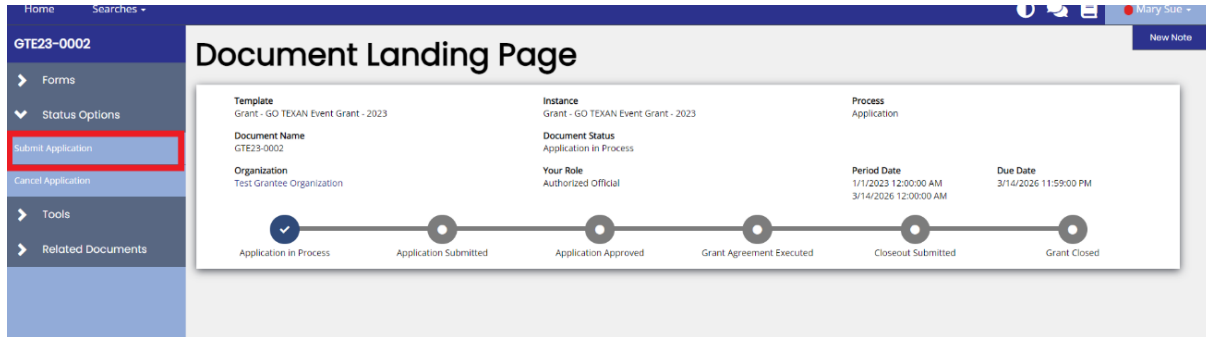 Home Searches
Mary Sue
GTE23-0002
New Note
Document Landing Page
Forms
Status Options
Submit Application
Cancel Application
Tools
Related Documents
Template
Grant - GO TEXAN Event Grant - 2023
Instance
Grant - GO TEXAN Event Grant - 2023
Process
Application
Document Name
GTE23-0002
Document Status
Application in Process
Organization
Test Grantee Organization
Your Role
Authorized Official
Period Date
1/1/2023 12:00:00 AM
3/14/2026 12:00:00 AM
Due Date
3/14/2026 11:59:00 PM
Application in Process
Application Submitted
Application Approved
Grant Agreement Executed
Closeout Submitted
Grant Closed